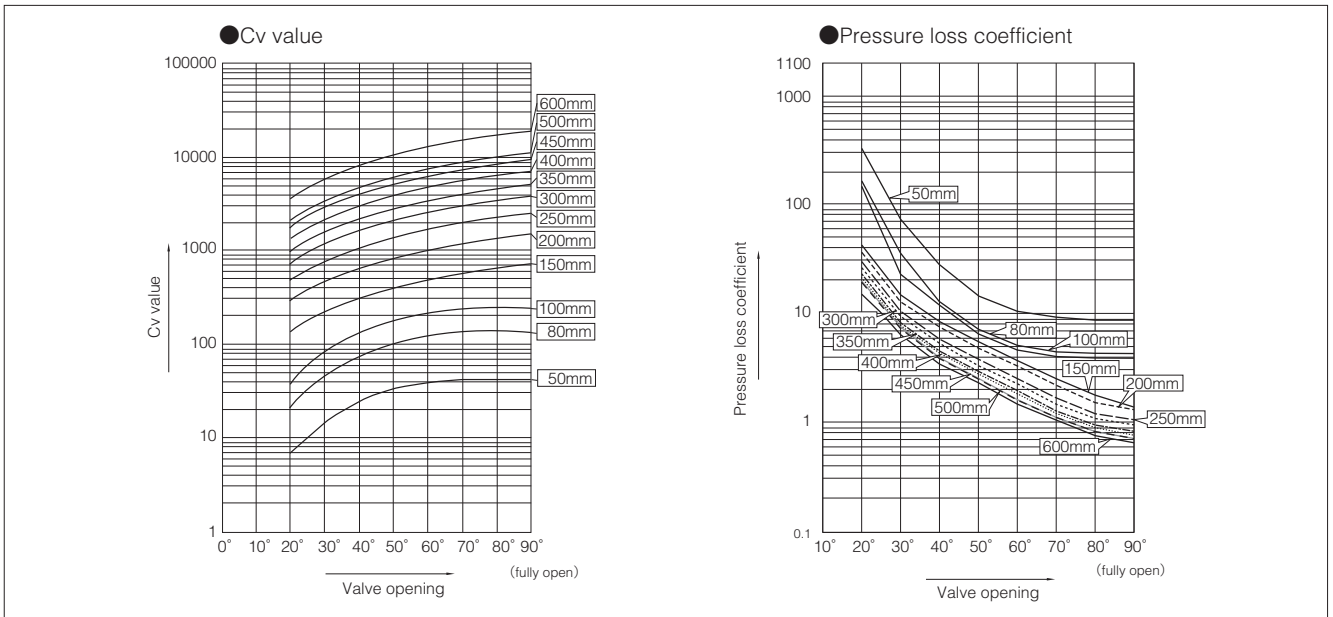 ●Cv value
100000
10000
1000
100
10
1
Cv value
0° 10° 20° 30° 40° 50° 60° 70° 80° 90°
(fully open)
Valve opening
600mm
500mm
450mm
400mm
350mm
300mm
250mm
200mm
150mm
100mm
80mm
50mm
●Pressure loss coefficient
1100
1000
100
10
1
0.1
Pressure loss coefficient
10° 20° 30° 40° 50° 60° 70° 80° 90°
(fully open)
Valve opening
50mm
300mm
350mm
400mm
450mm
500mm
80mm
100mm
150mm
200mm
250mm
600mm